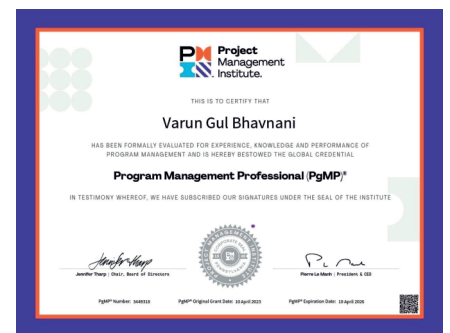 Project
Management
Institute.
THIS IS TO CERTIFY THAT
Varun Gul Bhavnani
HAS BEEN FORMALLY EVALUATED FOR EXPERIENCE, KNOWLEDGE AND PERFORMANCE OF
PROGRAM MANAGEMENT AND IS HEREBY BESTOWED THE GLOBAL CREDENTIAL
Program Management Professional (PgMP)®
IN TESTIMONY WHEREOF, WE HAVE SUBSCRIBED OUR SIGNATURES UNDER THE SEAL OF THE INSTITUTE
CORPORATE SEAL
PENNSYLVANIA
Jennifer Tharp | Chair, Board of Directors
Pierre Le Manh | President & CEO
PgMP® Original Grant Date: 10 April 2023
PgMP® Expiration Date: 10 April 2026